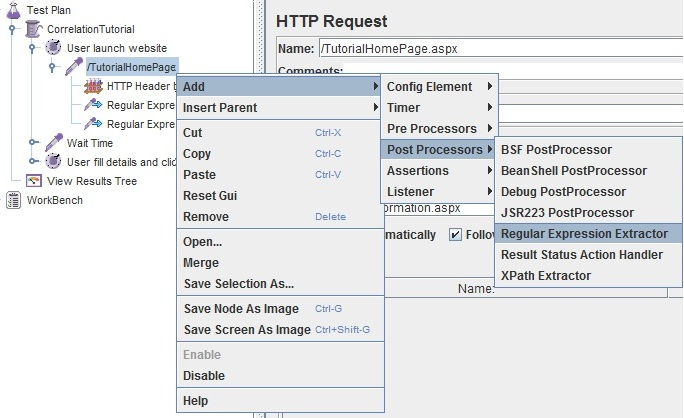 Test Plan
CorrelationTutorial
User launch website
/TutorialHomePage
HTTP Header
Regular Expre
Regular Expre
Wait Time
User fill details and clic
View Results Tree
WorkBench
HTTP Request
Name: /TutorialHomePage.aspx
Comments:
Add
Insert Parent
Cut Ctrl-X
Copy Ctrl-C
Paste Ctrl-V
Reset Gui
Remove Delete
Open...
Merge
Save Selection As...
Save Node As Image Ctrl-G
Save Screen As Image Ctrl+Shift-G
Enable
Disable
Help
Config Element
Timer
Pre Processors
Post Processors
Assertions
Listener
BSF PostProcessor
BeanShell PostProcessor
Debug PostProcessor
JSR223 PostProcessor
Regular Expression Extractor
Result Status Action Handler
XPath Extractor
ormation.aspx
matically Follow
Name: